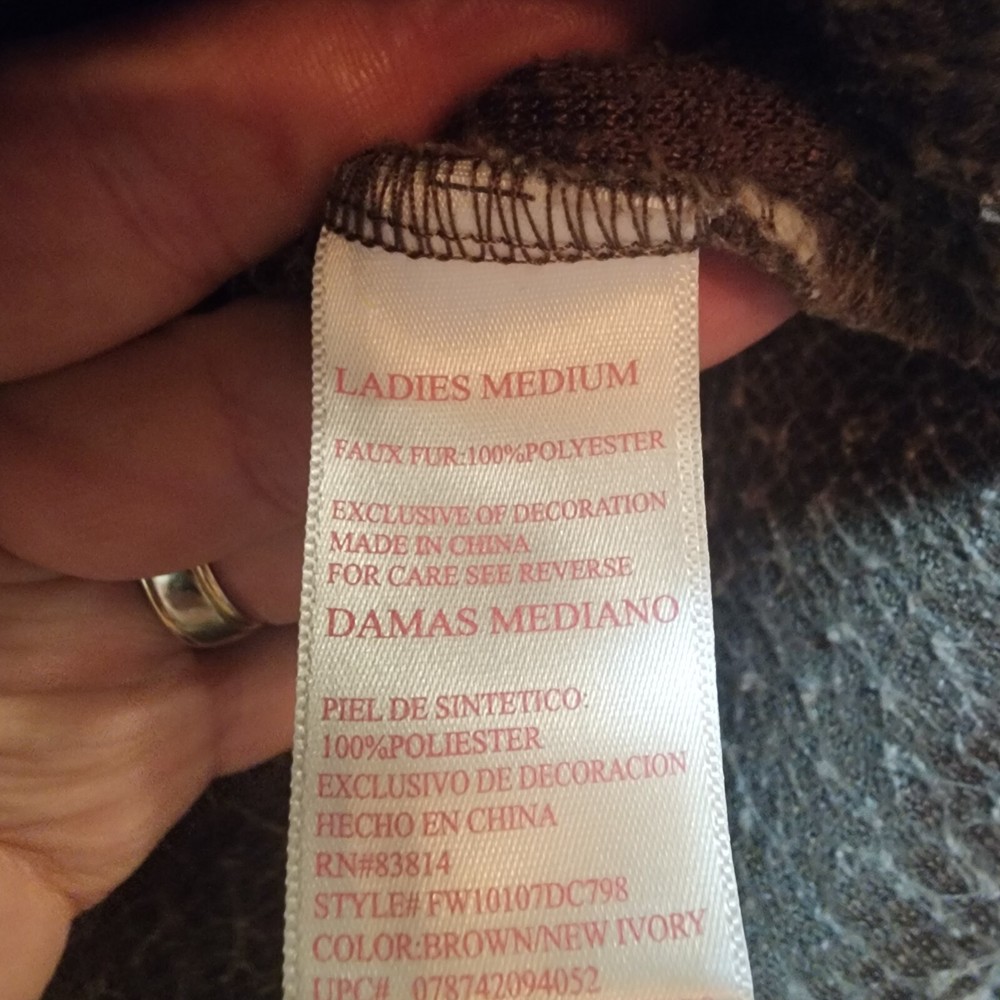 LADIES MEDIUM
FAUX FUR:100%POLYESTER
EXCLUSIVE OF DECORATION
MADE IN CHINA
FOR CARE SEE REVERSE
DAMAS MEDIANO
PIEL DE SINTETICO:
100%POLIESTER
EXCLUSIVO DE DECORACION
HECHO EN CHINA
RN#83814
STYLE# FW10107DC798
COLOR:BROWN/NEW IVORY
UPC# 078742094052